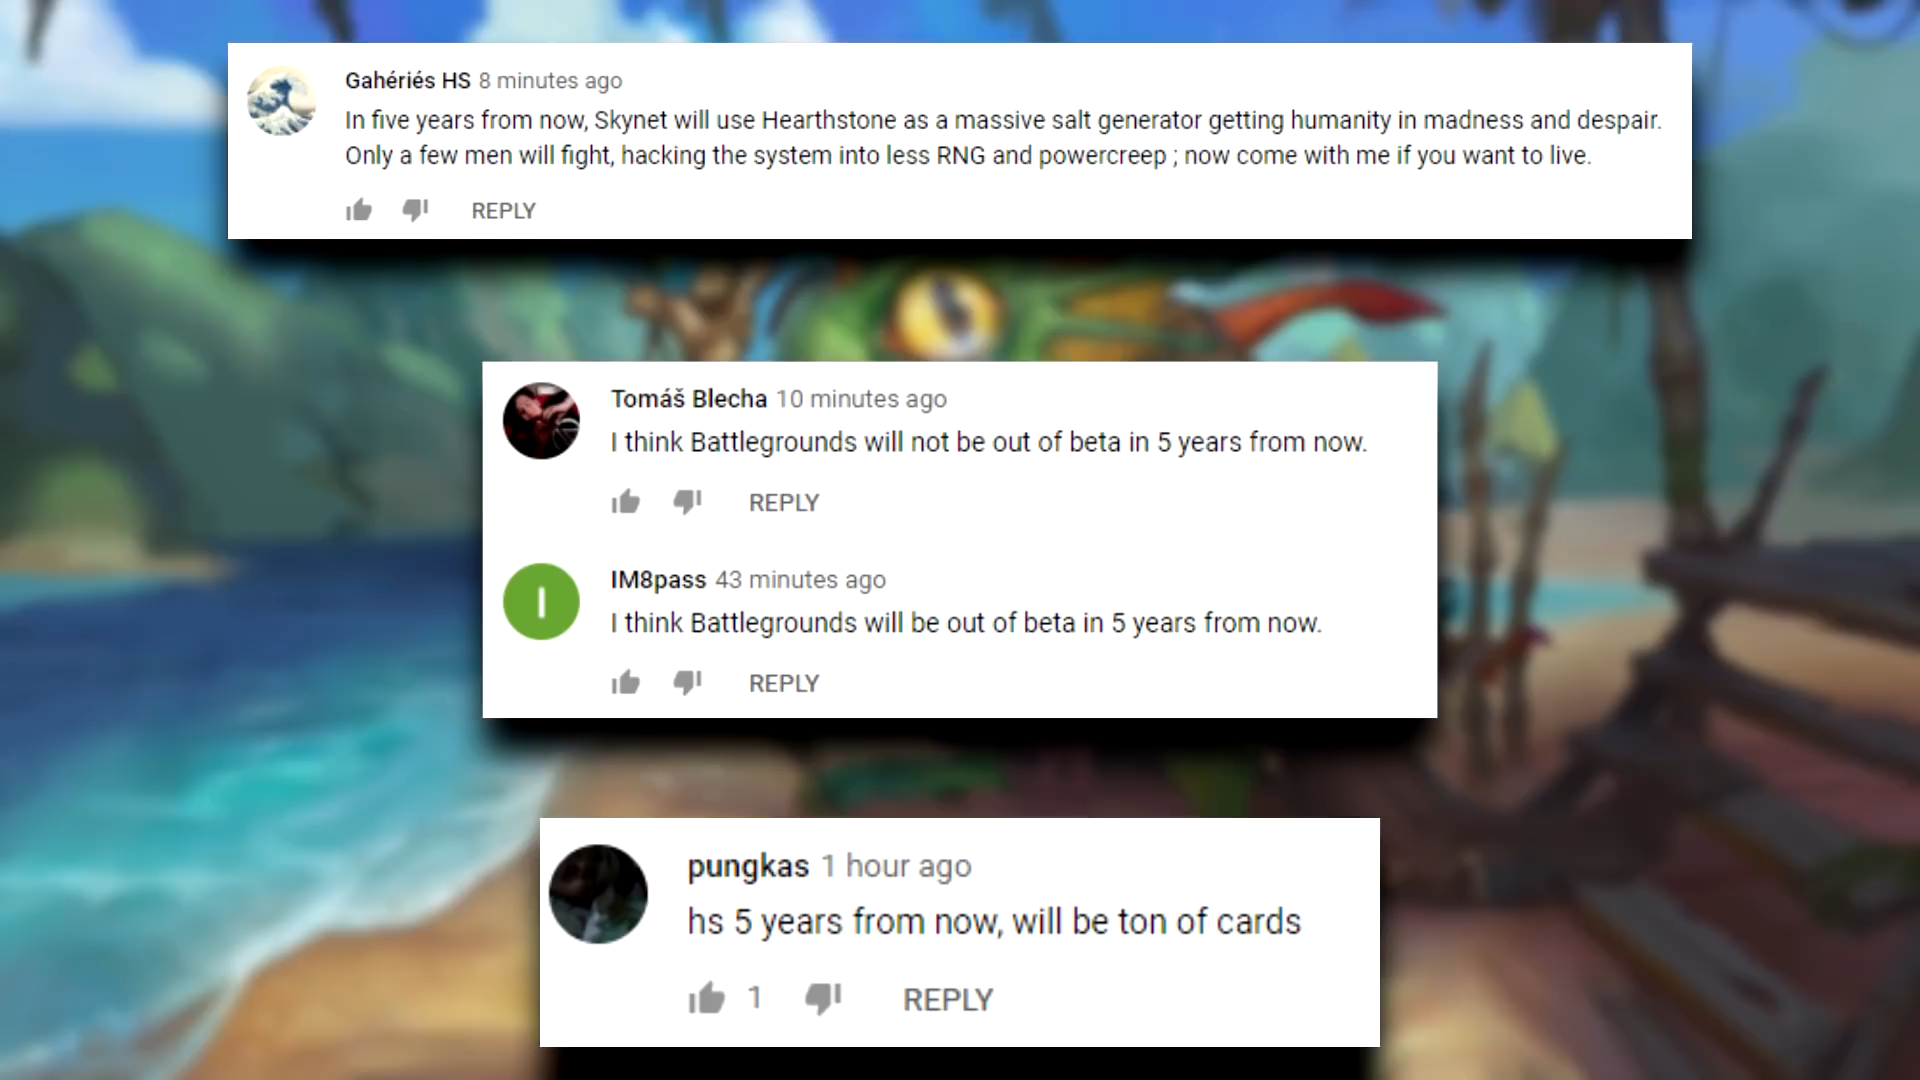 Gahériés HS 8 minutes ago
In five years from now, Skynet will use Hearthstone as a massive salt generator getting humanity in madness and despair.
Only a few men will fight, hacking the system into less RNG and powercreep ; now come with me if you want to live.
REPLY
Tomáš Blecha 10 minutes ago
I think Battlegrounds will not be out of beta in 5 years from now.
REPLY
I
IM8pass 43 minutes ago
I think Battlegrounds will be out of beta in 5 years from now.
REPLY
pungkas 1 hour ago
hs 5 years from now, will be ton of cards
1 REPLY